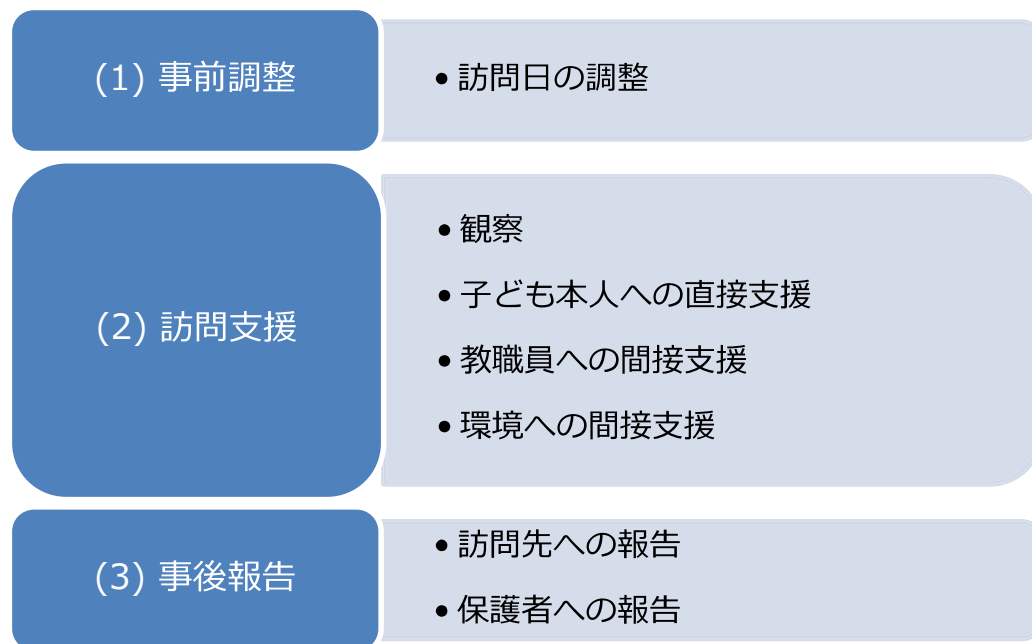 (1) 事前調整
• 訪問日の調整
(2) 訪問支援
• 観察
• 子ども本人への直接支援
• 教職員への間接支援
• 環境への間接支援
(3) 事後報告
• 訪問先への報告
• 保護者への報告